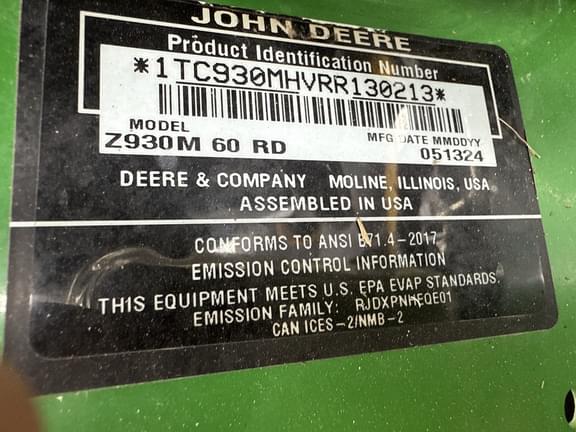 JOHN DEERE
Product Identification Number
*1TC930MHVRR130213*
MODEL
MFG DATE MMDDYY
Z930M 60 RD
051324
DEERE & COMPANY MOLINE, ILLINOIS, USA
ASSEMBLED IN USA
CONFORMS TO ANSI B71.4-2017
EMISSION CONTROL INFORMATION
THIS EQUIPMENT MEETS U.S. EPA EVAP STANDARDS.
EMISSION FAMILY:
CAN ICES-2/NMB-2